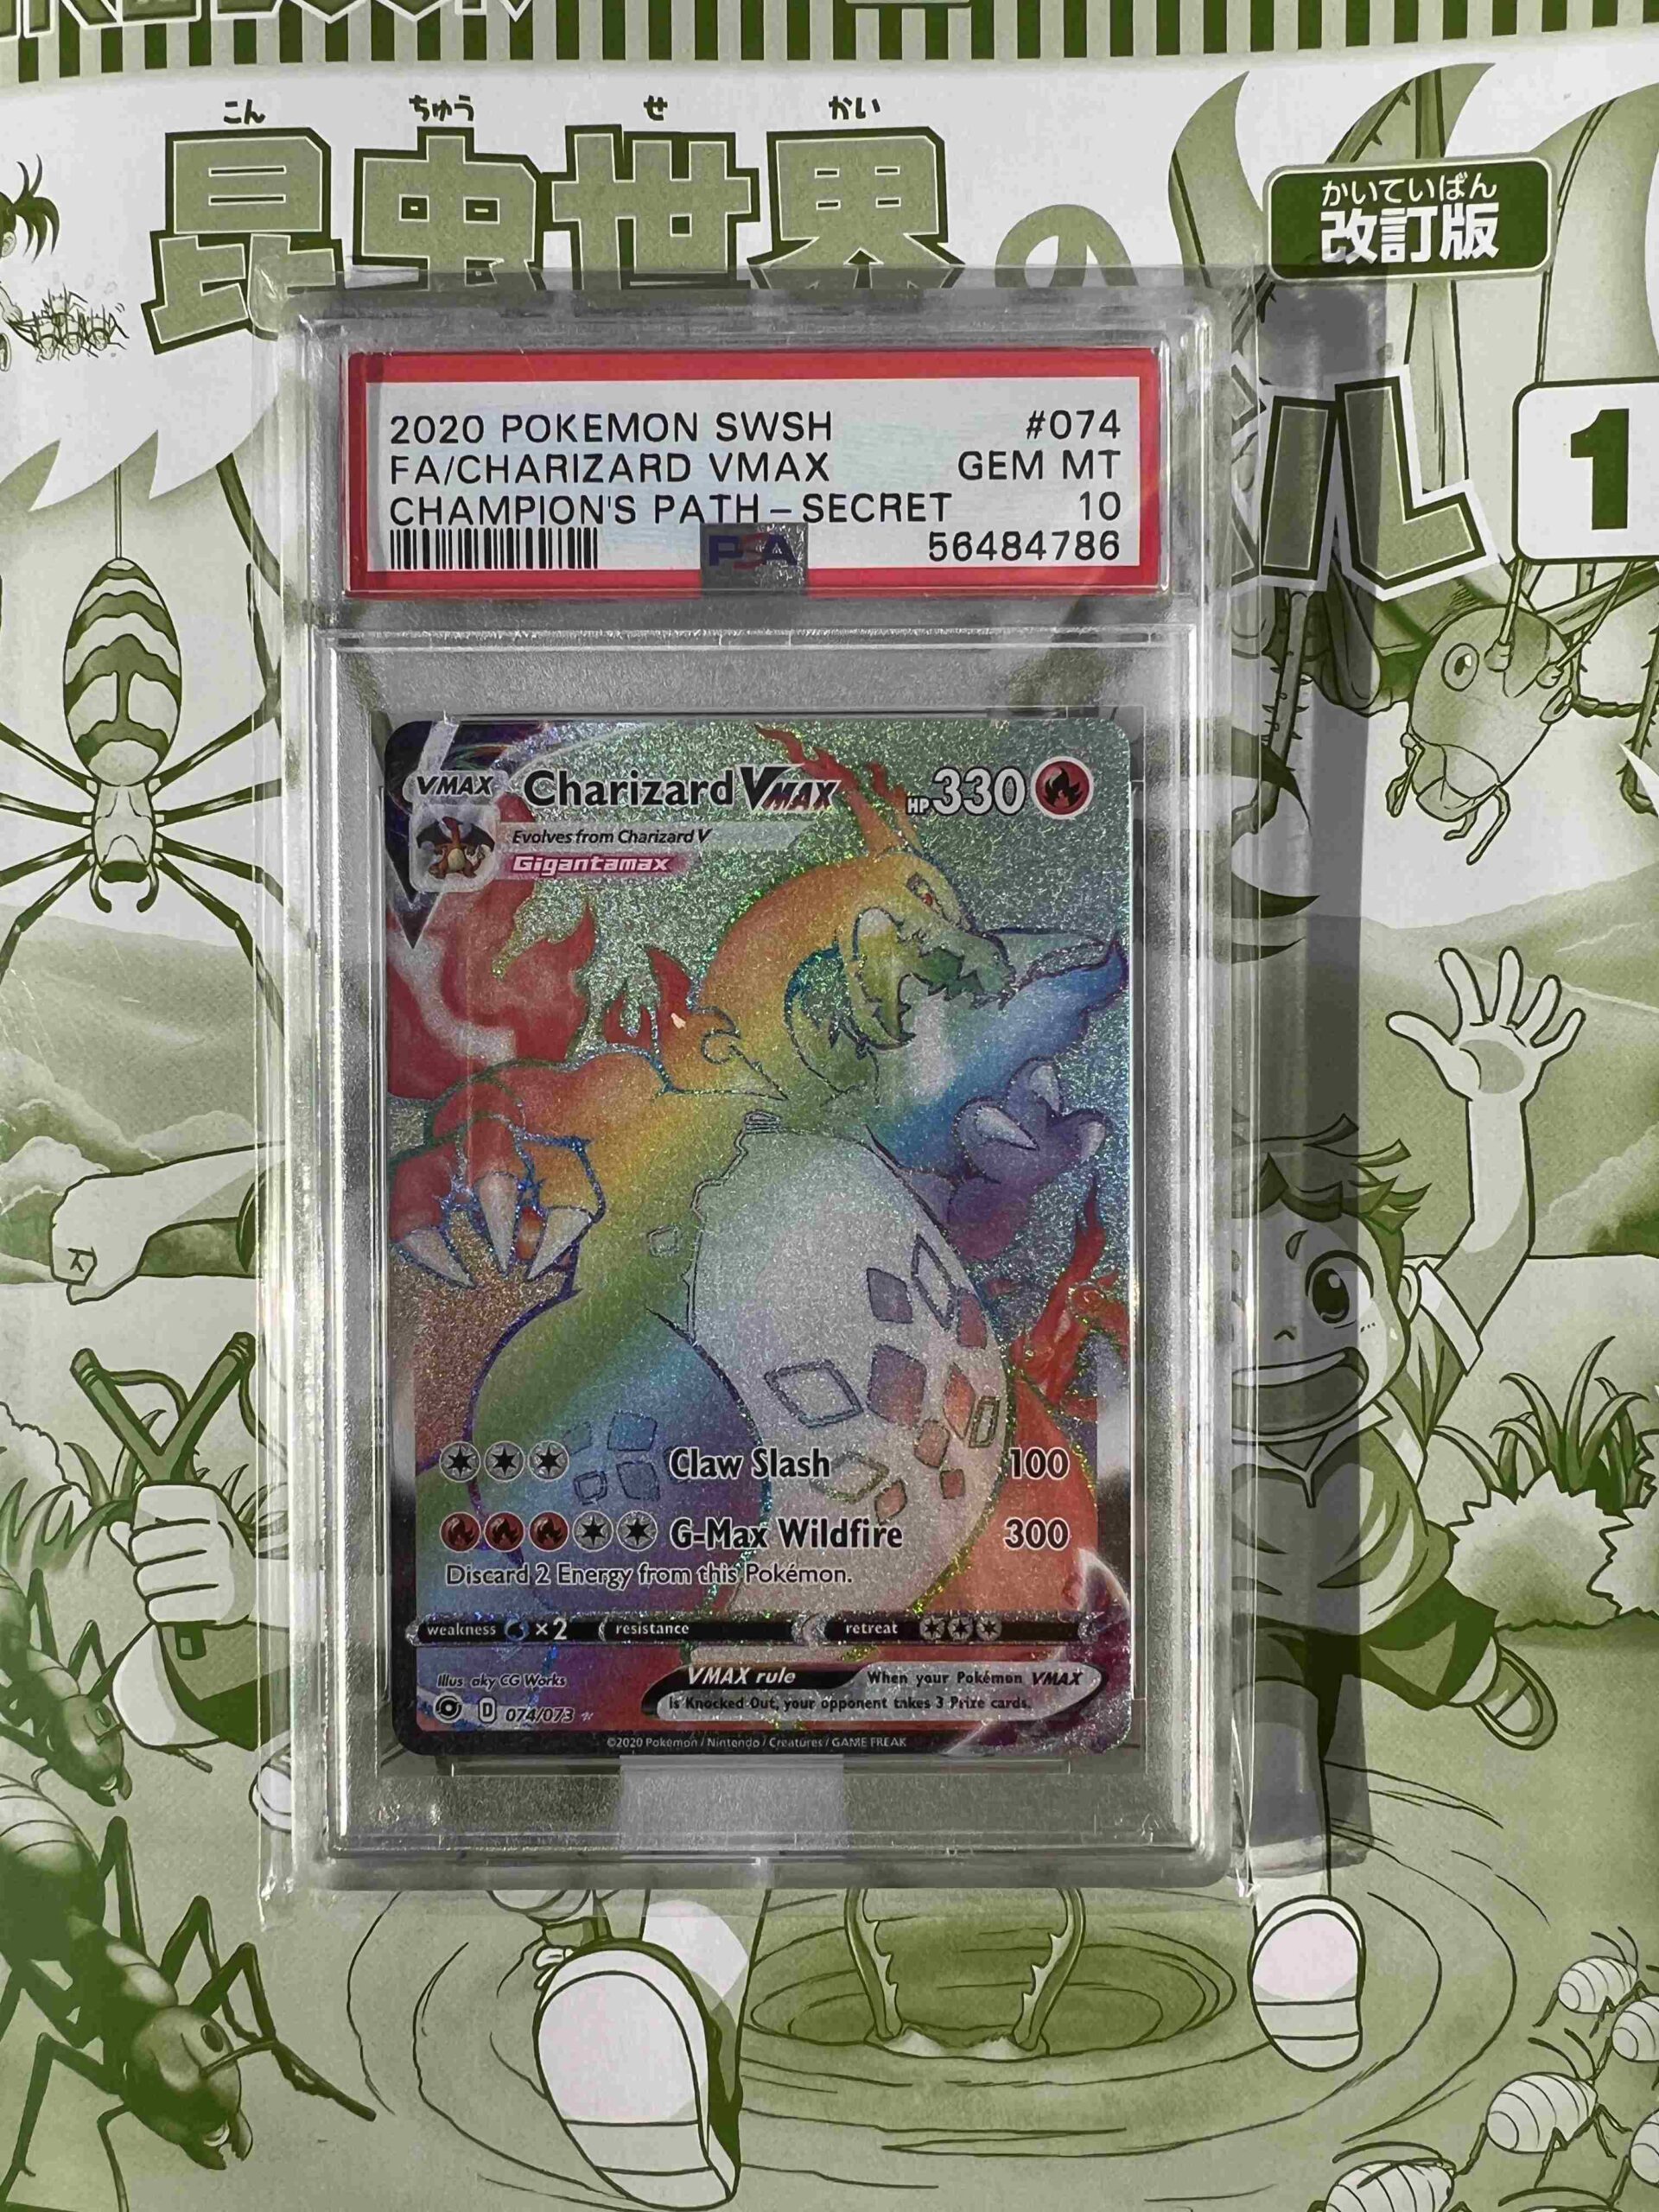 こん ちゅう せ かい
昆虫世界の
かいていばん
改訂版
ル
1
2020 POKEMON SWSH #074
FA/CHARIZARD VMAX GEM MT
CHAMPION'S PATH-SECRET 10
PSA 56484786
VMAX Charizard VMAX HP 330
Evolves from Charizard V
Gigantamax
Claw Slash 100
G-Max Wildfire 300
Discard 2 Energy from this Pokémon.
weakness ×2 resistance retreat
Illus. aky CG Works
VMAX rule When your Pokémon VMAX
is Knocked Out, your opponent takes 3 Prize cards.
D 074/073
©2020 Pokémon / Nintendo / Creatures / GAME FREAK